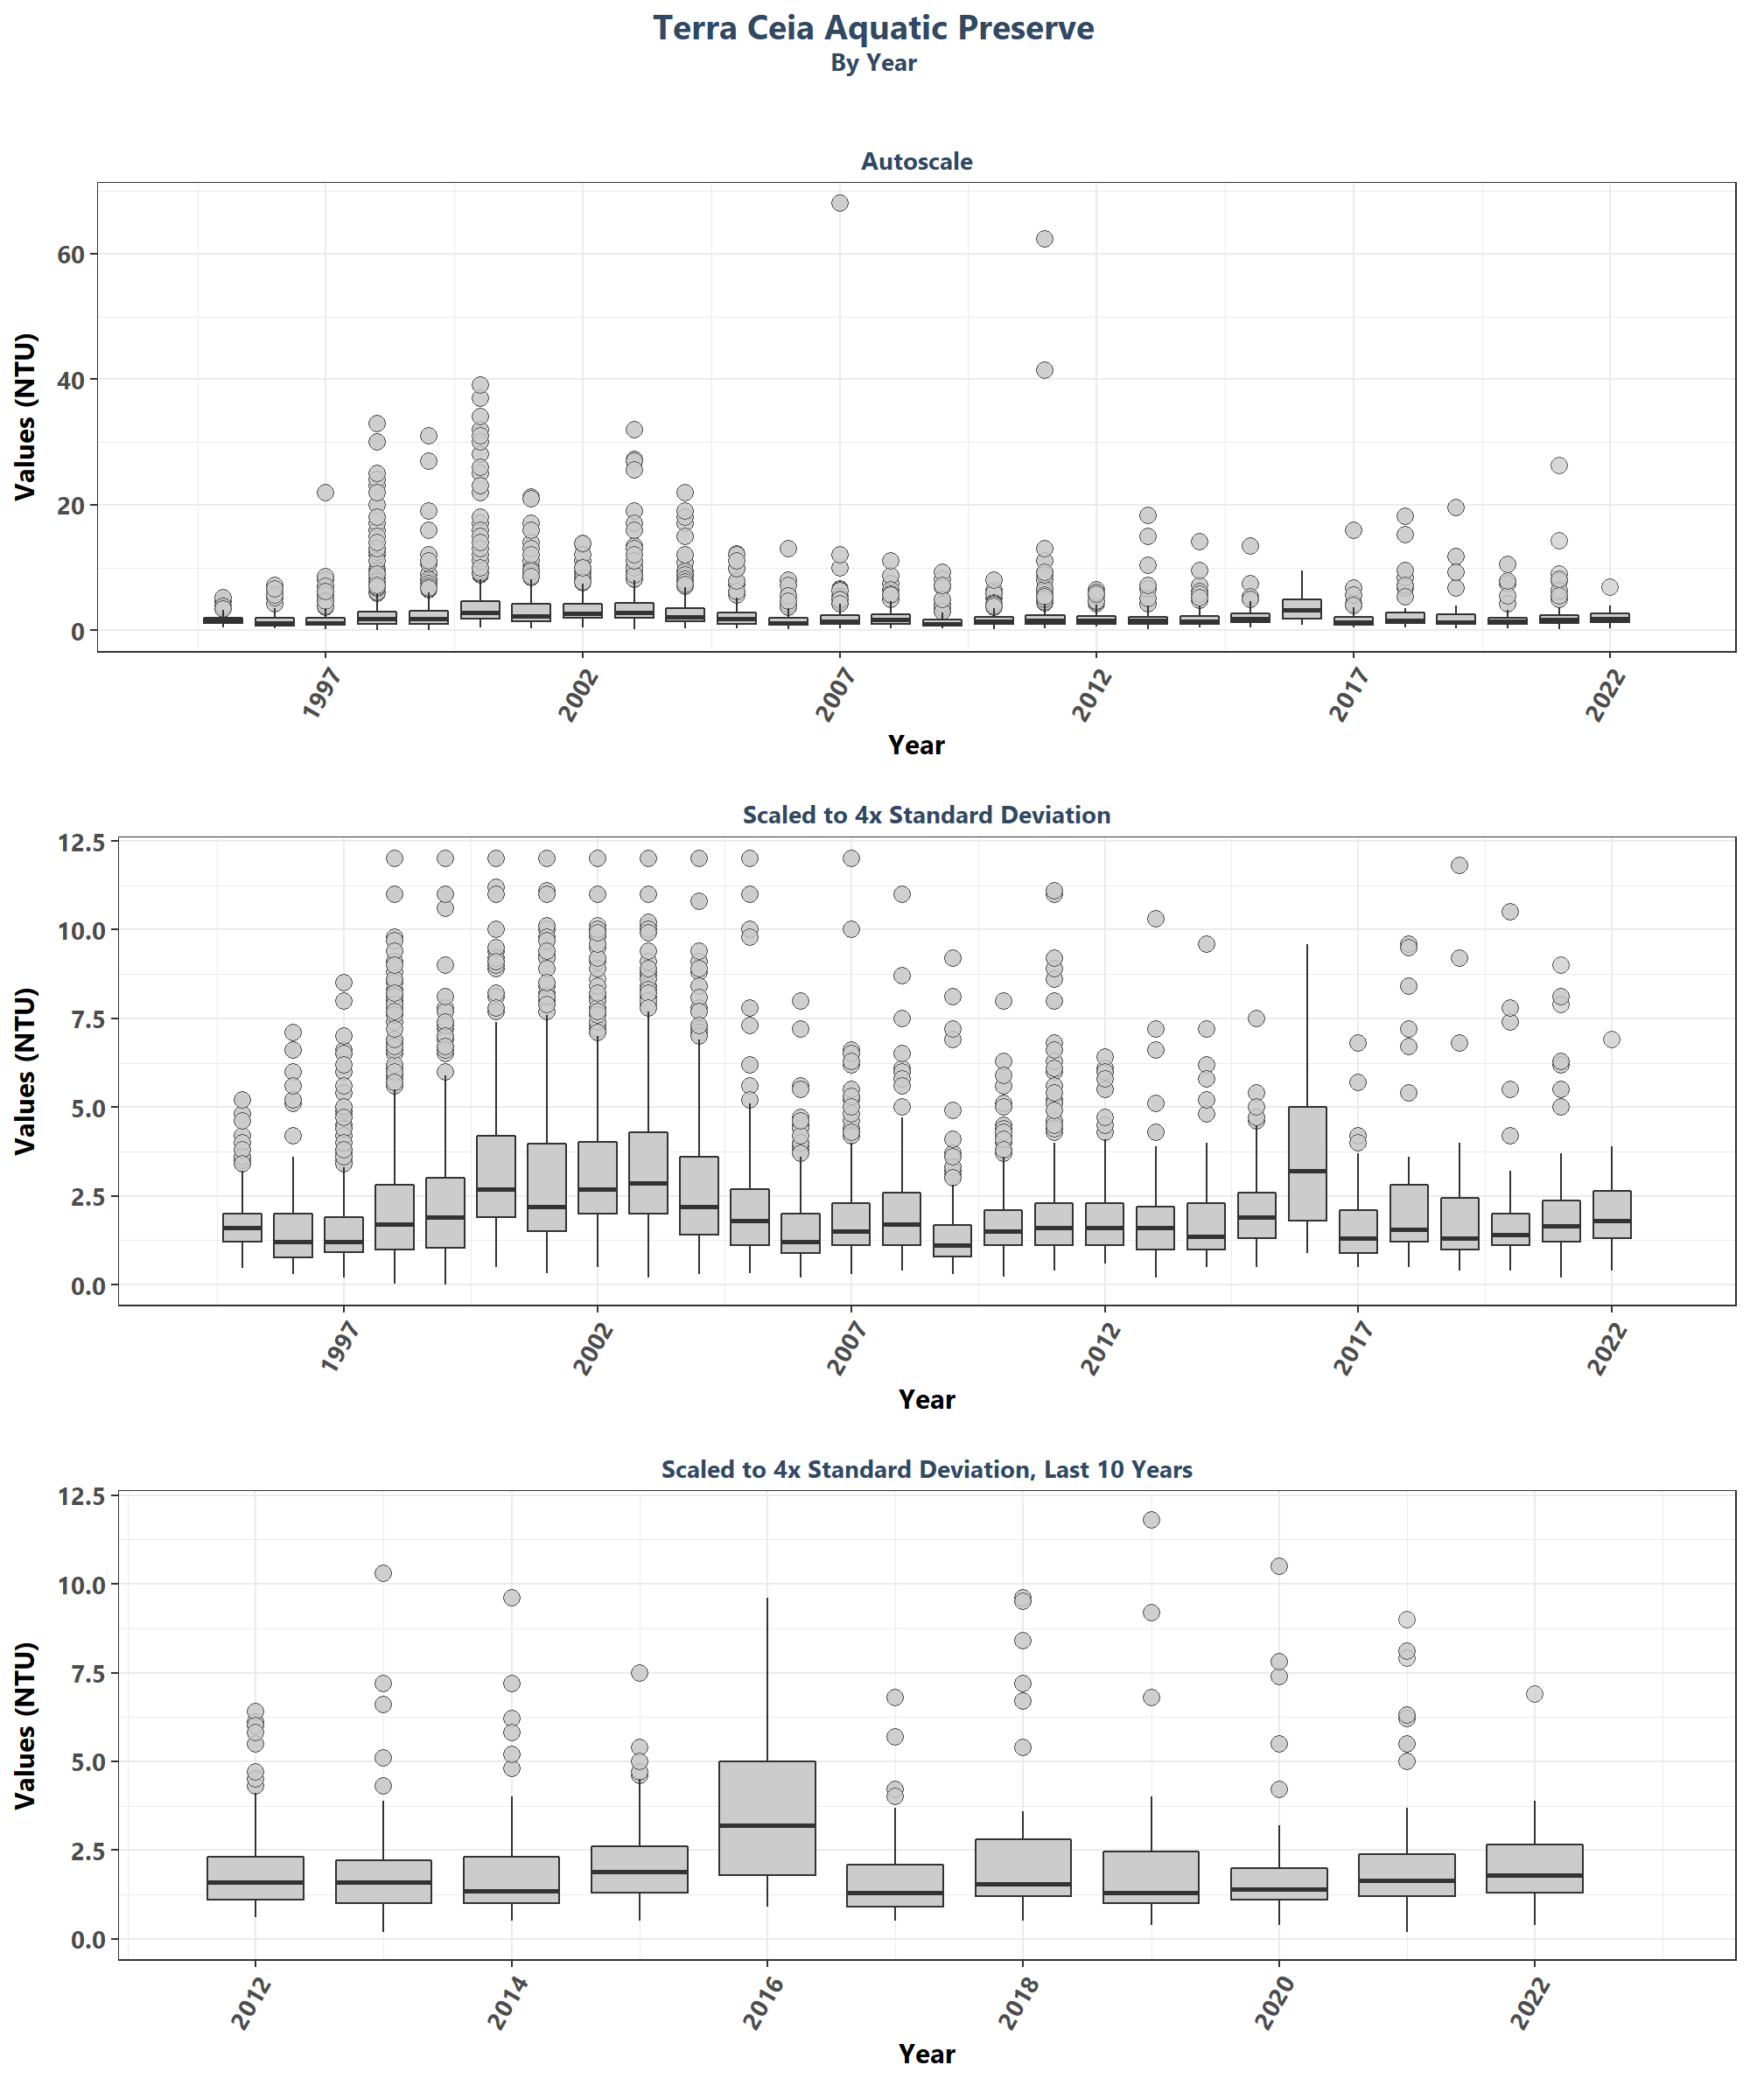 Terra Ceia Aquatic Preserve
By Year
Autoscale
Values (NTU)
60
40
20
0
1997 2002 2007 2012 2017 2022
Year
Scaled to 4x Standard Deviation
Values (NTU)
12.5
10.0
7.5
5.0
2.5
0.0
1997 2002 2007 2012 2017 2022
Year
Scaled to 4x Standard Deviation, Last 10 Years
Values (NTU)
12.5
10.0
7.5
5.0
2.5
0.0
2012 2014 2016 2018 2020 2022
Year